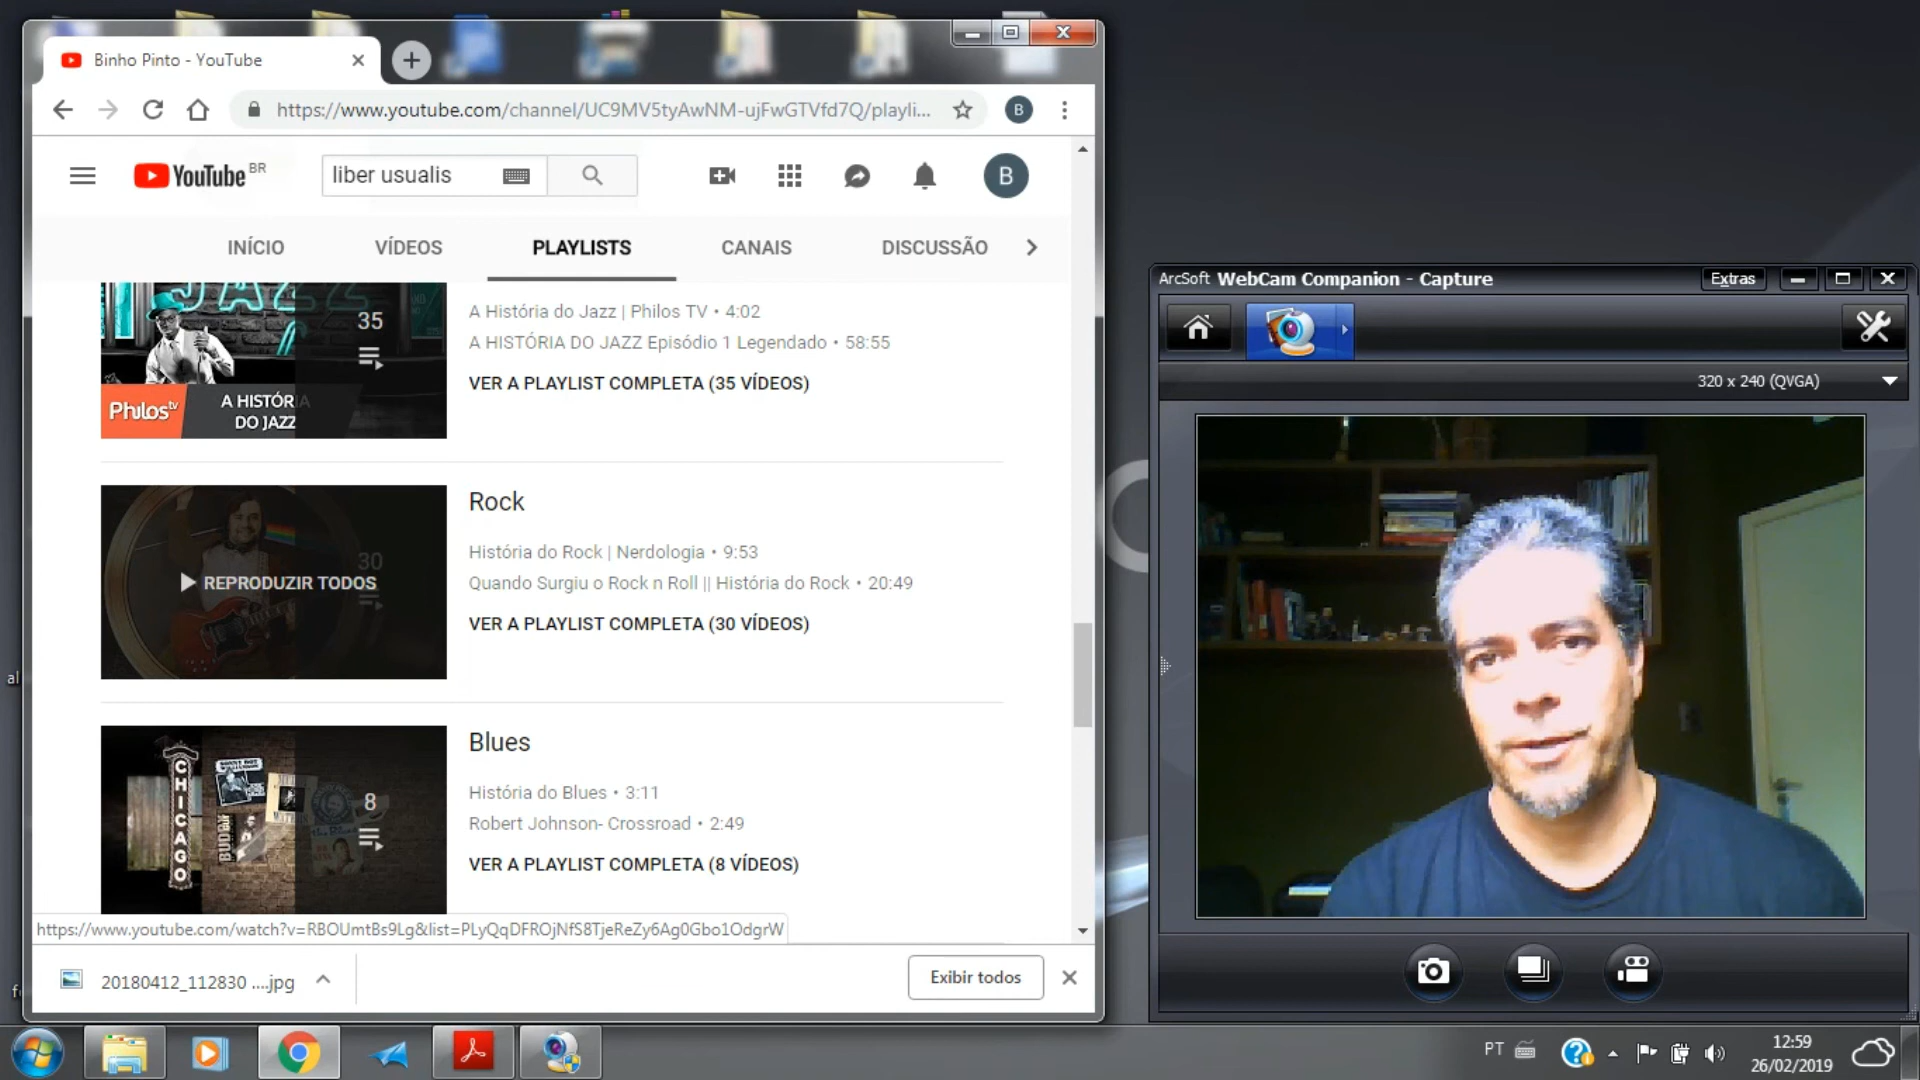 Binho Pinto - YouTube
https://www.youtube.com/channel/UC9MV5tyAwNM-ujFwGTVfd7Q/playli...
B
YouTube BR
liber usualis
B
INÍCIO
VÍDEOS
PLAYLISTS
CANAIS
DISCUSSÃO
JAZZ
35
Philos tv
A HISTÓRIA
DO JAZZ
A História do Jazz | Philos TV • 4:02
A HISTÓRIA DO JAZZ Episódio 1 Legendado • 58:55
VER A PLAYLIST COMPLETA (35 VÍDEOS)
30
REPRODUZIR TODOS
Rock
História do Rock | Nerdologia • 9:53
Quando Surgiu o Rock n Roll || História do Rock • 20:49
VER A PLAYLIST COMPLETA (30 VÍDEOS)
CHICAGO
8
Blues
História do Blues • 3:11
Robert Johnson- Crossroad • 2:49
VER A PLAYLIST COMPLETA (8 VÍDEOS)
https://www.youtube.com/watch?v=RBOUmtBs9Lg&list=PLyQqDFROjNfS8TjeReZy6Ag0Gbo1OdgrW
20180412_112830 ....jpg
Exibir todos
al
ArcSoft WebCam Companion - Capture
Extras
320 x 240 (QVGA)
PT
12:59
26/02/2019